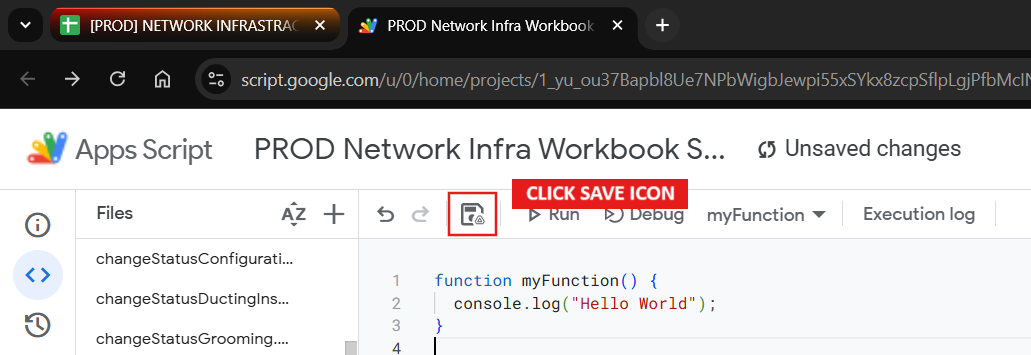 [PROD] NETWORK INFRASTRAC
PROD Network Infra Workbook
script.google.com/u/0/home/projects/1_yu_ou37Bapbl8Ue7NPbWigbJewpi55xSYkx8zcpSflpLgjPfbMcIN
Apps Script
PROD Network Infra Workbook S...
Unsaved changes
CLICK SAVE ICON
Files
AZ
Run
Debug
myFunction
Execution log
changeStatusConfigurati...
changeStatusDuctingIns...
changeStatusGrooming....
1 function myFunction() {
2 console.log("Hello World");
3 }
4